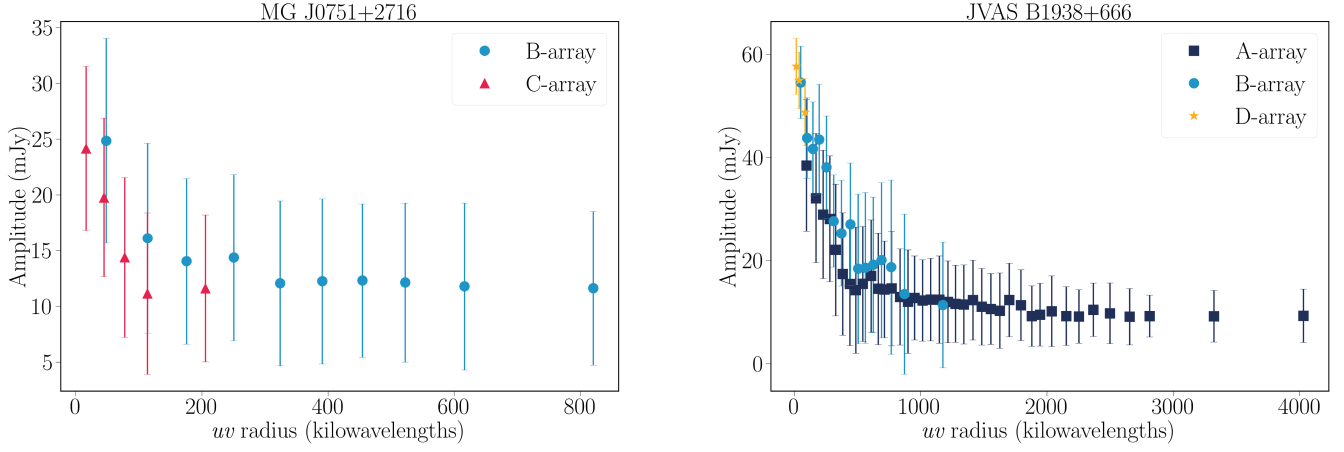 MG J0751+2716
35
30
25
20
15
10
5
Amplitude (mJy)
B-array
C-array
0 200 400 600 800
uv radius (kilowavelengths)
JVAS B1938+666
60
40
20
0
Amplitude (mJy)
A-array
B-array
D-array
0 1000 2000 3000 4000
uv radius (kilowavelengths)